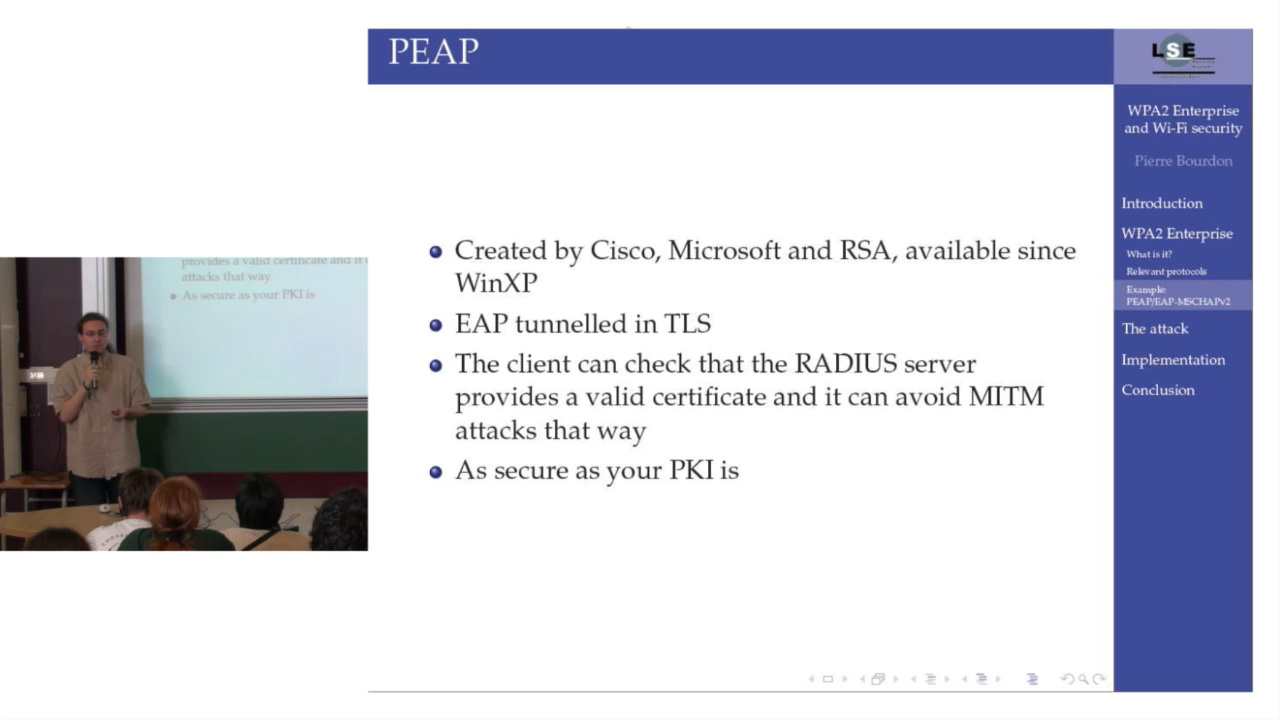 PEAP
LSE
WPA2 Enterprise
and Wi-Fi security
Pierre Bourdon
Introduction
WPA2 Enterprise
What is it?
Relevant protocols
Example:
PEAP/EAP-MSCHAPv2
The attack
Implementation
Conclusion
Created by Cisco, Microsoft and RSA, available since
WinXP
EAP tunnelled in TLS
The client can check that the RADIUS server
provides a valid certificate and it can avoid MITM
attacks that way
As secure as your PKI is
provides a valid certificate and it c
attacks that way
As secure as your PKI is